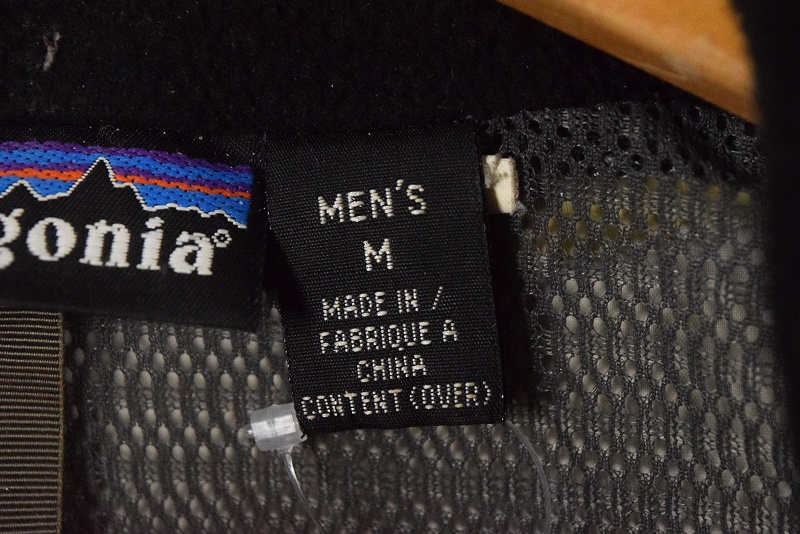 gonia®
MEN'S
M
MADE IN /
FABRIQUE A
CHINA
CONTENT (OVER)